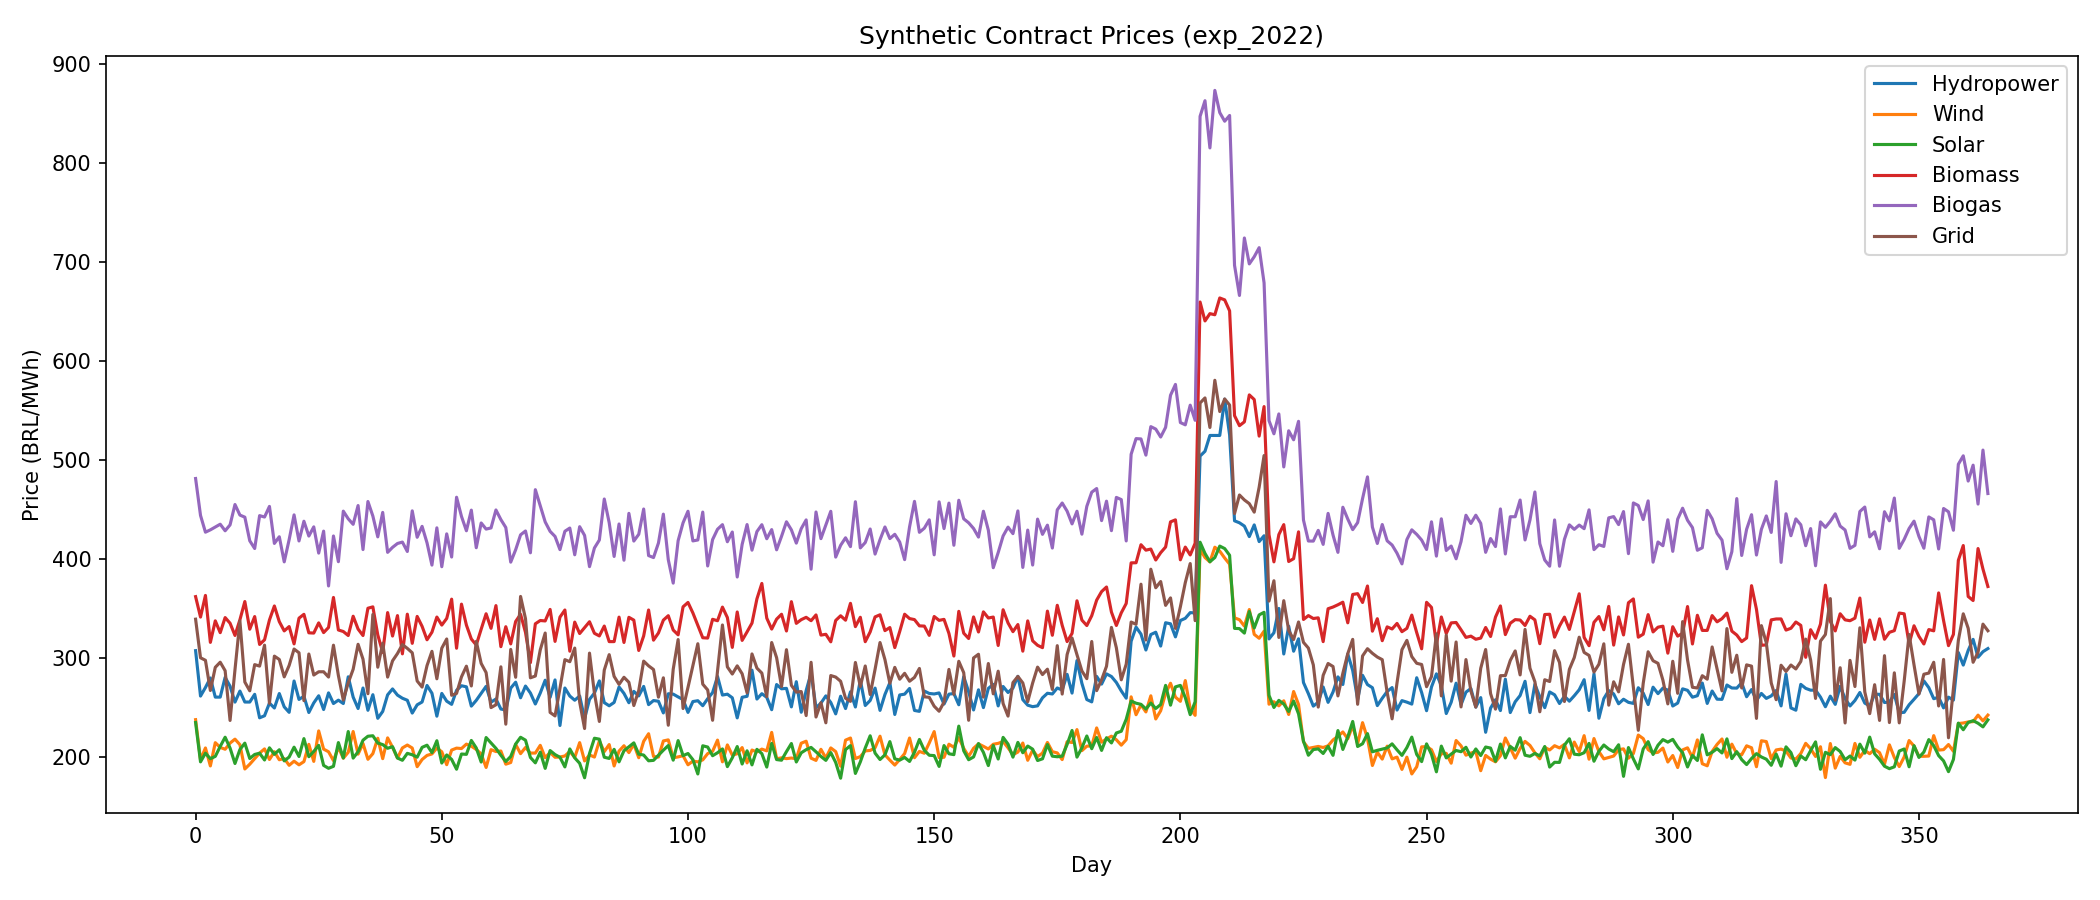 Synthetic Contract Prices (exp_2022)
900
800
700
600
500
400
300
200
Price (BRL/MWh)
Hydropower
Wind
Solar
Biomass
Biogas
Grid
0
50
100
150
200
250
300
350
Day